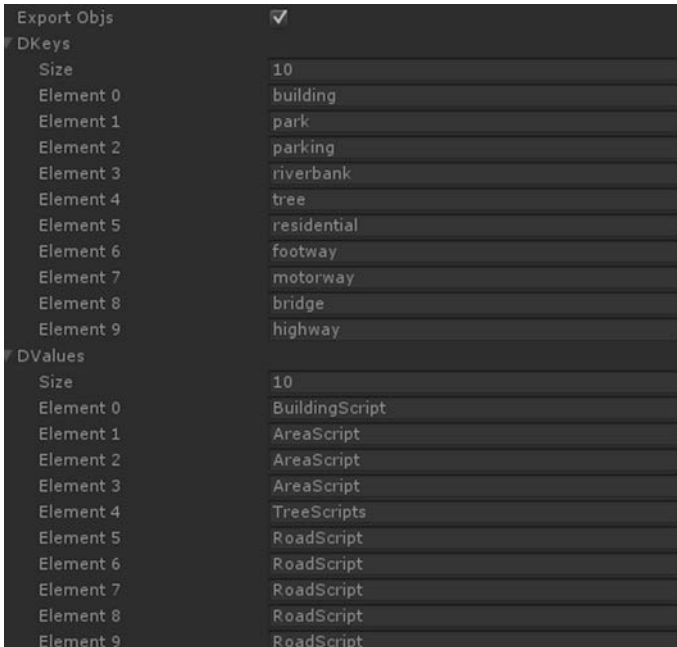 Export Objs
DKeys
Size 10
Element 0 building
Element 1 park
Element 2 parking
Element 3 riverbank
Element 4 tree
Element 5 residential
Element 6 footway
Element 7 motorway
Element 8 bridge
Element 9 highway
DValues
Size 10
Element 0 BuildingScript
Element 1 AreaScript
Element 2 AreaScript
Element 3 AreaScript
Element 4 TreeScripts
Element 5 RoadScript
Element 6 RoadScript
Element 7 RoadScript
Element 8 RoadScript
Element 9 RoadScript